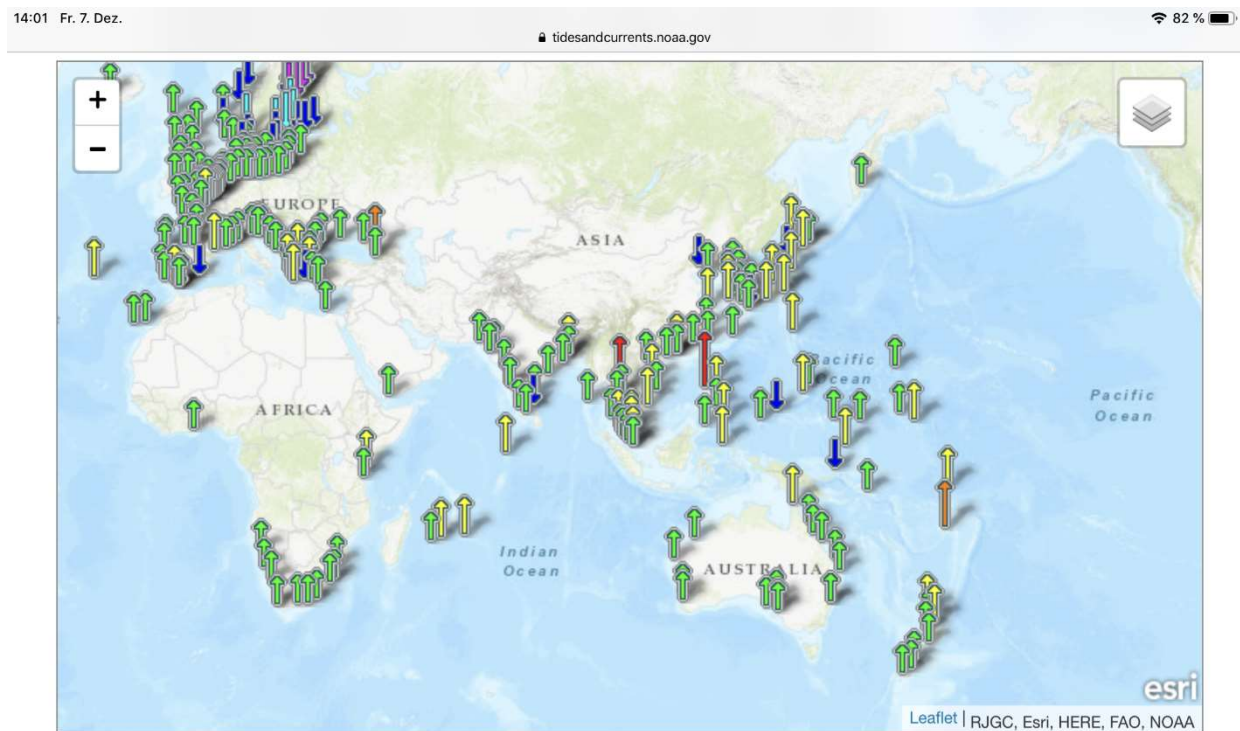 14:01 Fr. 7. Dez.
82 %
tidesandcurrents.noaa.gov
+
−
EUROPE
ASIA
Pacific
Ocean
Pacific
Ocean
AFRICA
Indian
Ocean
AUSTRALIA
esri
Leaflet | RJGC, Esri, HERE, FAO, NOAA